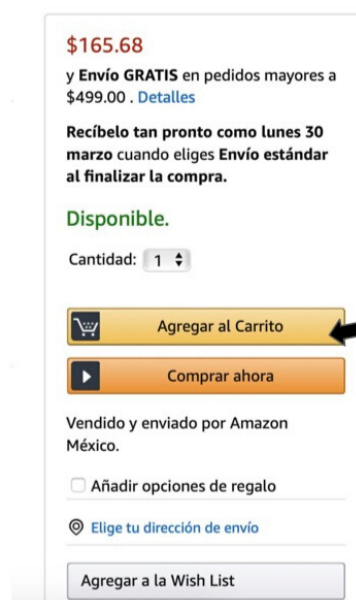 $165.68
y Envío GRATIS en pedidos mayores a
$499.00 . Detalles
Recíbelo tan pronto como lunes 30
marzo cuando eliges Envío estándar
al finalizar la compra.
Disponible.
Cantidad: 1
Agregar al Carrito
Comprar ahora
Vendido y enviado por Amazon
México.
Añadir opciones de regalo
Elige tu dirección de envío
Agregar a la Wish List